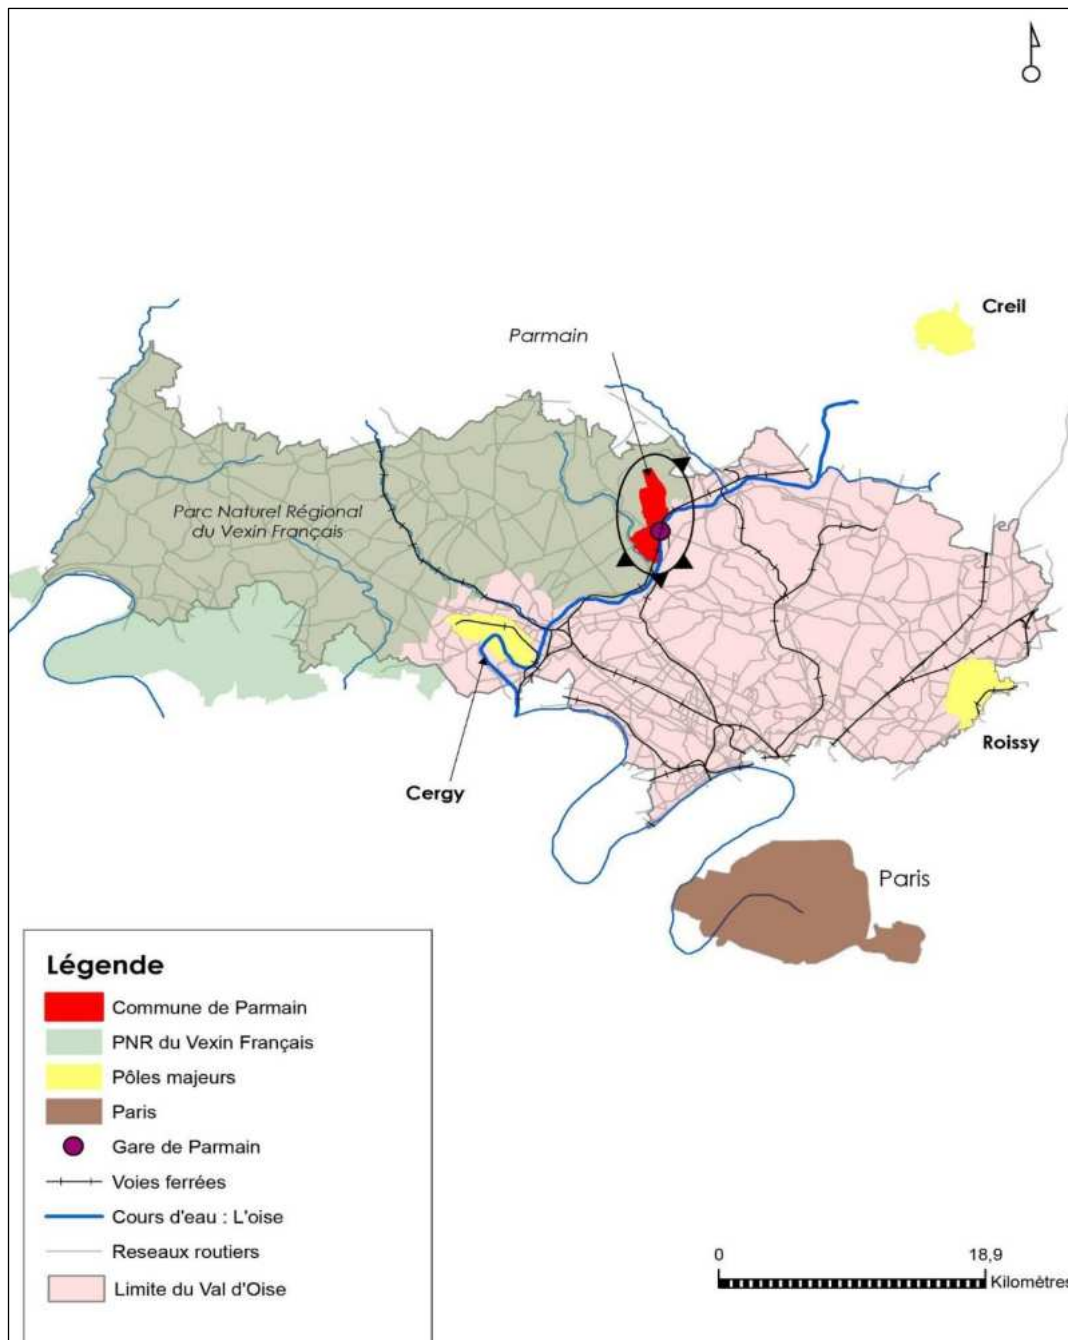 Creil
Parmain
Parc Naturel Régional
du Vexin Français
Roissy
Cergy
Paris
Légende
Commune de Parmain
PNR du Vexin Français
Pôles majeurs
Paris
Gare de Parmain
Voies ferrées
Cours d'eau : L'oise
Reseaux routiers
Limite du Val d'Oise
0 18,9
Kilomètres